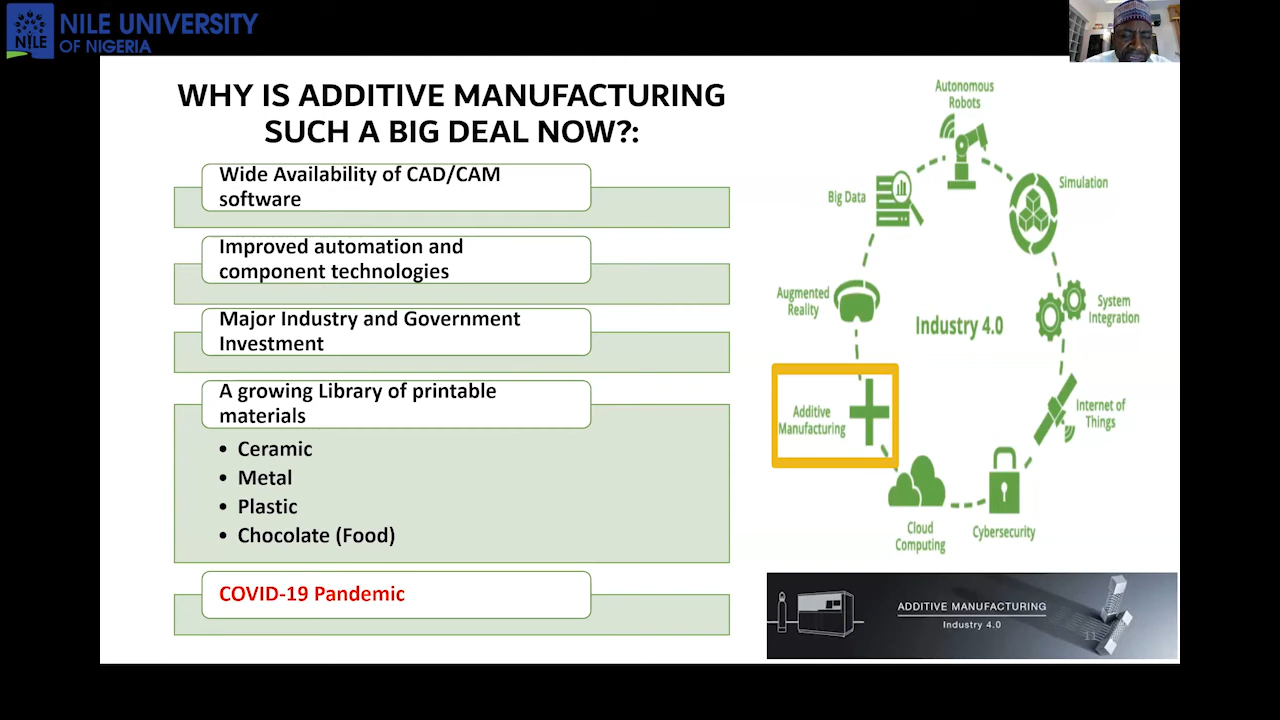 NILE UNIVERSITY
OF NIGERIA
NILE
WHY IS ADDITIVE MANUFACTURING
SUCH A BIG DEAL NOW?:
Wide Availability of CAD/CAM
software
Improved automation and
component technologies
Major Industry and Government
Investment
A growing Library of printable
materials
• Ceramic
• Metal
• Plastic
• Chocolate (Food)
COVID-19 Pandemic
Autonomous
Robots
Big Data
Simulation
Augmented
Reality
Industry 4.0
System
Integration
Additive
Manufacturing
Internet of
Things
Cloud
Computing
Cybersecurity
ADDITIVE MANUFACTURING
Industry 4.0
11